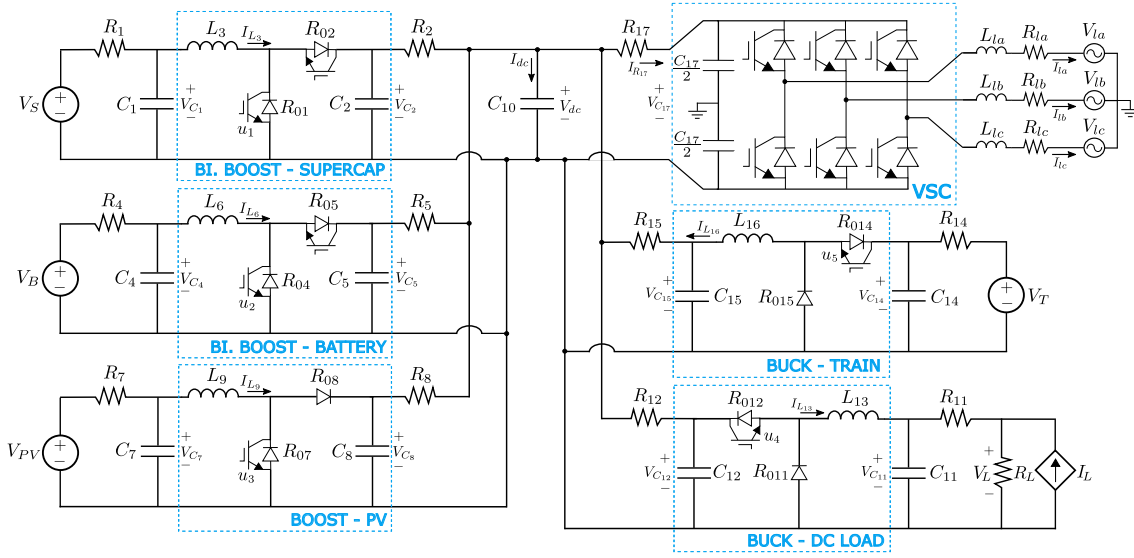 R1 L3 IL3 R02 R2
VS C1 + VC1 − u1 R01 C2 + VC2 −
BI. BOOST - SUPERCAP
Idc C10 + Vdc −
R17 IR17 + VC17 −
C17/2
C17/2
VSC
Lla Rla Vla Ila
Llb Rlb Vlb Ilb
Llc Rlc Vlc Ilc
R4 L6 IL6 R05 R5
VB C4 + VC4 − u2 R04 C5 + VC5 −
BI. BOOST - BATTERY
R15 IL16 L16 R014 u5 R14
+ VC15 − C15 R015 + VC14 − C14 + − VT
BUCK - TRAIN
R7 L9 IL9 R08 R8
VPV C7 + VC7 − u3 R07 C8 + VC8 −
BOOST - PV
R12 R012 u4 IL13 L13 R11
+ VC12 − C12 R011 + VC11 − C11 + VL − RL IL
BUCK - DC LOAD